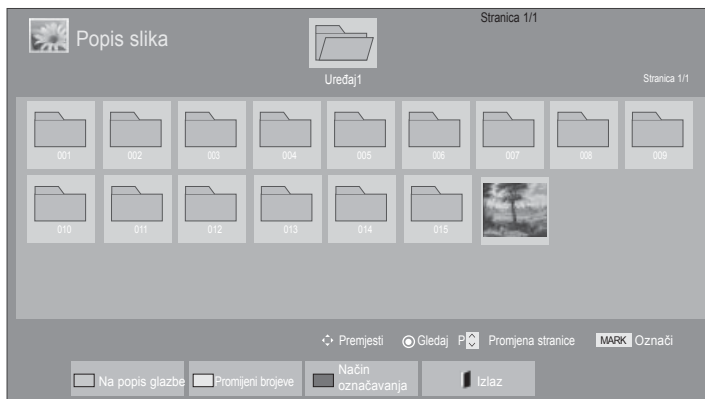 Stranica 1/1
Popis slika
Uređaj1
Stranica 1/1
001 002 003 004 005 006 007 008 009
010 011 012 013 014 015
Premjesti Gledaj P Promjena stranice MARK Označi
Na popis glazbe Promijeni brojeve Način označavanja Izlaz